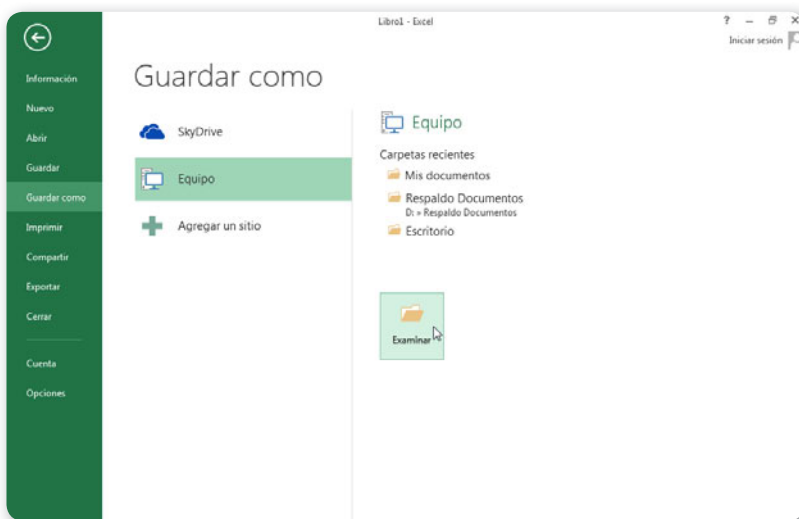 Libro1 - Excel
?
Iniciar sesión
Información
Nuevo
Abrir
Guardar
Guardar como
Imprimir
Compartir
Exportar
Cerrar
Cuenta
Opciones
Guardar como
SkyDrive
Equipo
Agregar un sitio
Equipo
Carpetas recientes
Mis documentos
Respaldo Documentos
D: » Respaldo Documentos
Escritorio
Examinar